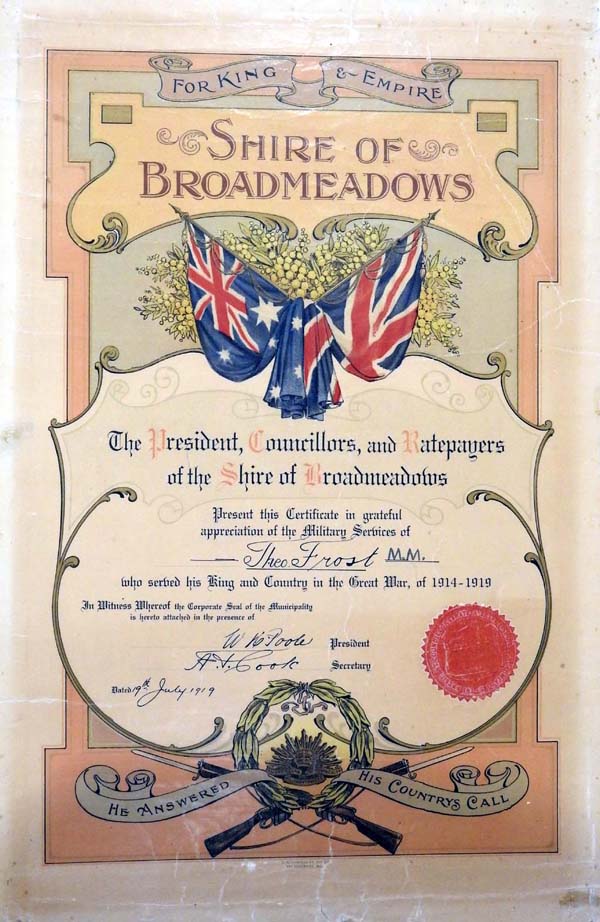 FOR KING & EMPIRE
SHIRE OF
BROADMEADOWS
The President, Councillors, and Ratepayers
of the Shire of Broadmeadows
Present this Certificate in grateful
appreciation of the Military Services of
Theo. Frost M.M.
who served his King and Country in the Great War, of 1914-1919
In Witness Whereof the Corporate Seal of the Municipality
is hereto attached in the presence of
President
A. T. Cook Secretary
Dated 19th July 1919
HE ANSWERED HIS COUNTRYS CALL